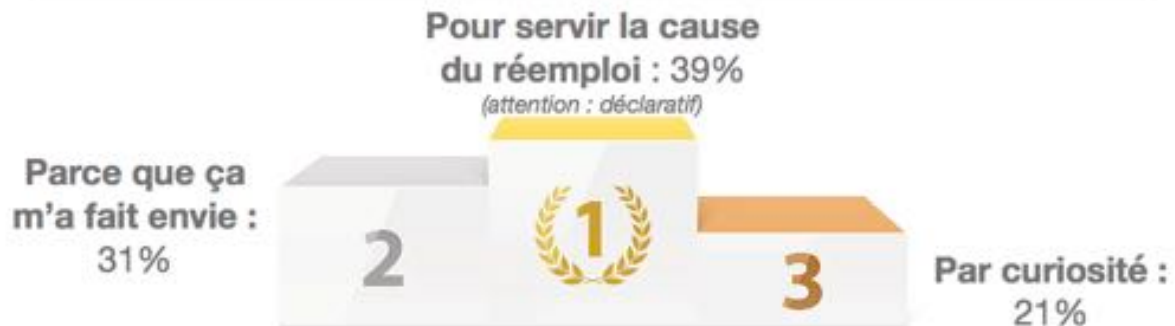 Pour servir la cause
du réemploi : 39%
(attention : déclaratif)
Parce que ça
m'a fait envie :
31%
2
1
3
Par curiosité :
21%